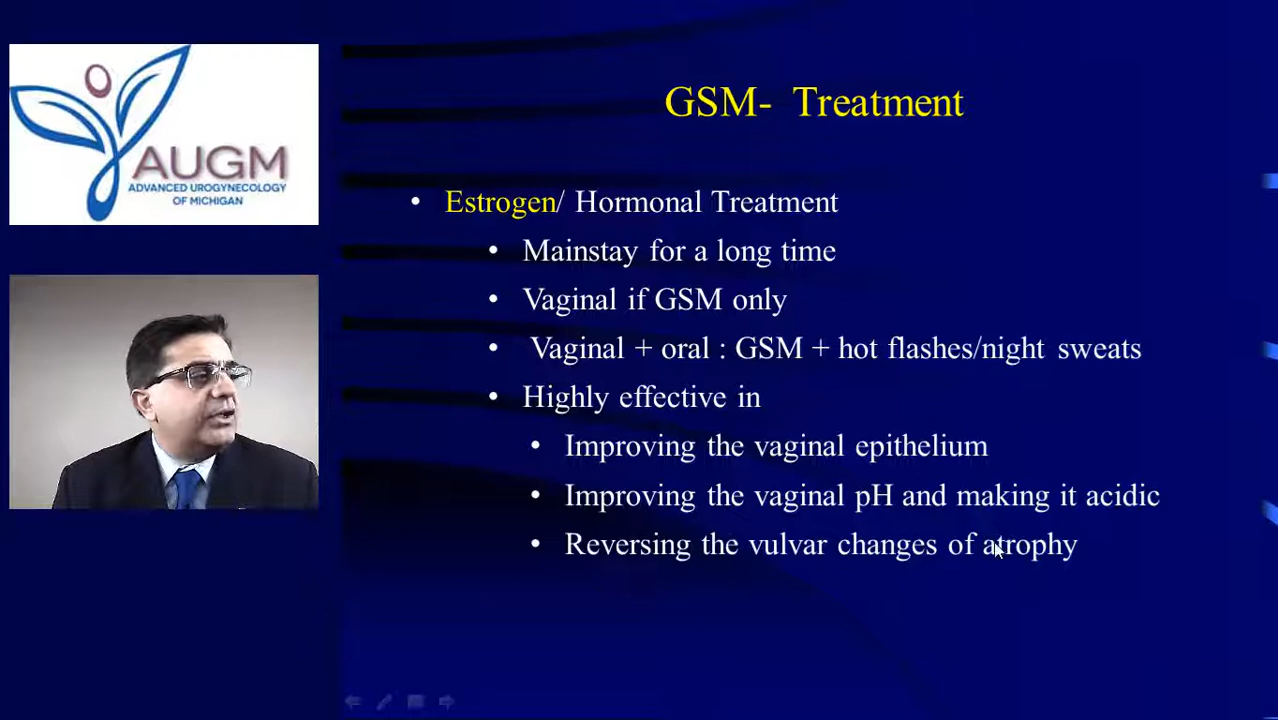 AUGM
ADVANCED UROGYNECOLOGY
OF MICHIGAN
GSM- Treatment
• Estrogen/ Hormonal Treatment
• Mainstay for a long time
• Vaginal if GSM only
• Vaginal + oral : GSM + hot flashes/night sweats
• Highly effective in
• Improving the vaginal epithelium
• Improving the vaginal pH and making it acidic
• Reversing the vulvar changes of atrophy